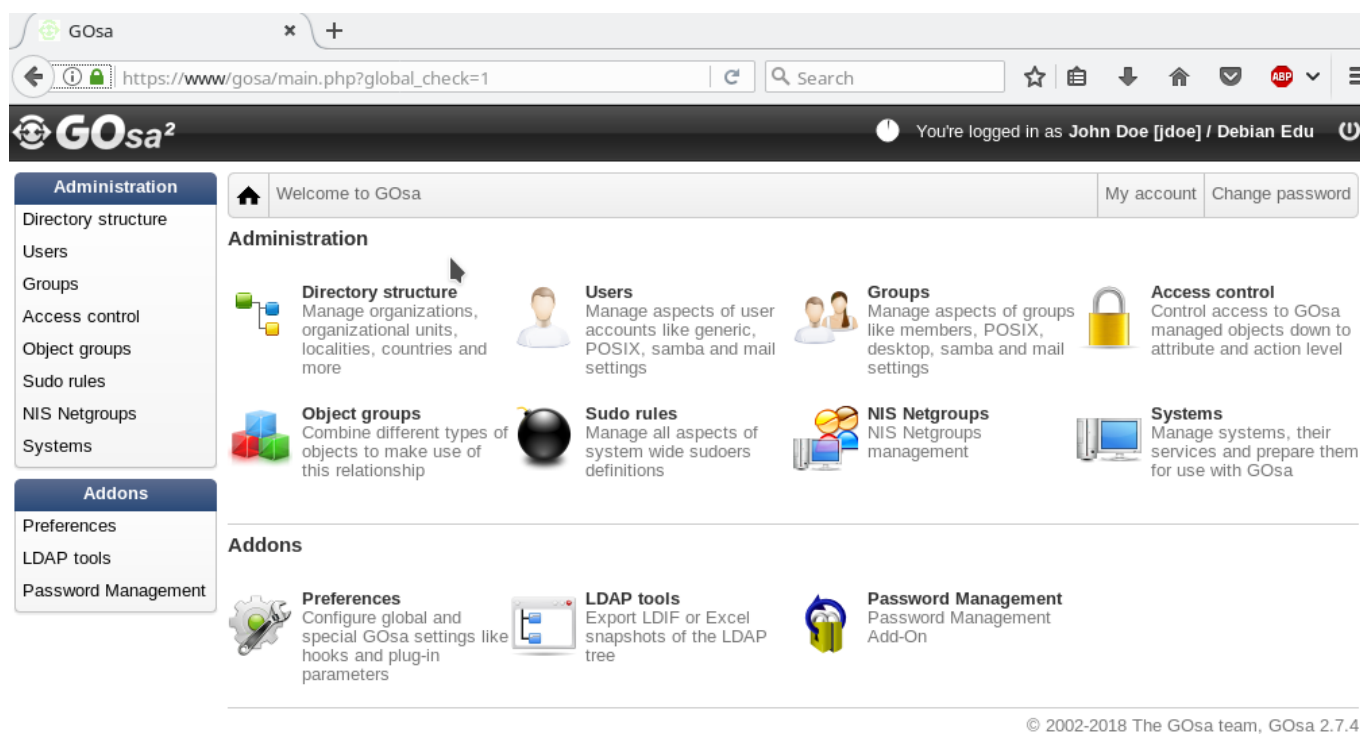 GOsa
https://www/gosa/main.php?global_check=1
Search
ABP
GOsa²
You're logged in as John Doe [jdoe] / Debian Edu
Administration
Directory structure
Users
Groups
Access control
Object groups
Sudo rules
NIS Netgroups
Systems
Addons
Preferences
LDAP tools
Password Management
Welcome to GOsa
My account
Change password
Administration
Directory structure
Manage organizations,
organizational units,
localities, countries and
more
Users
Manage aspects of user
accounts like generic,
POSIX, samba and mail
settings
Groups
Manage aspects of groups
like members, POSIX,
desktop, samba and mail
settings
Access control
Control access to GOsa
managed objects down to
attribute and action level
Object groups
Combine different types of
objects to make use of
this relationship
Sudo rules
Manage all aspects of
system wide sudoers
definitions
NIS Netgroups
NIS Netgroups
management
Systems
Manage systems, their
services and prepare them
for use with GOsa
Addons
Preferences
Configure global and
special GOsa settings like
hooks and plug-in
parameters
LDAP tools
Export LDIF or Excel
snapshots of the LDAP
tree
Password Management
Password Management
Add-On
© 2002-2018 The GOsa team, GOsa 2.7.4